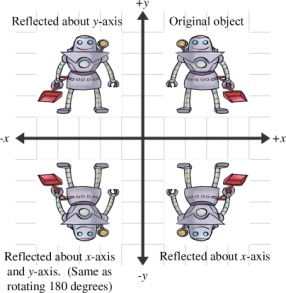 +y
Reflected about y-axis
Original object
-x
+x
Reflected about x-axis
and y-axis. (Same as
rotating 180 degrees)
Reflected about x-axis
-y